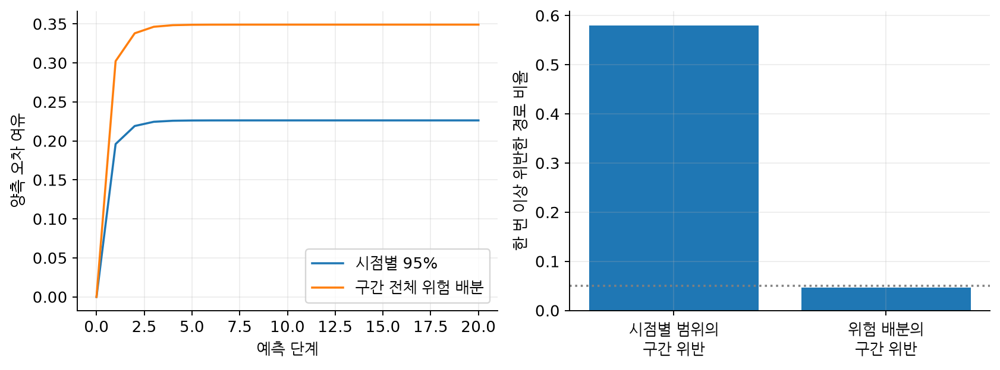 0.35
0.30
0.25
0.20
0.15
0.10
0.05
0.00
양측 오차 여유
0.0 2.5 5.0 7.5 10.0 12.5 15.0 17.5 20.0
예측 단계
시점별 95%
구간 전체 위험 배분
0.6
0.5
0.4
0.3
0.2
0.1
0.0
한 번 이상 위반한 경로 비율
시점별 범위의
구간 위반
위험 배분의
구간 위반